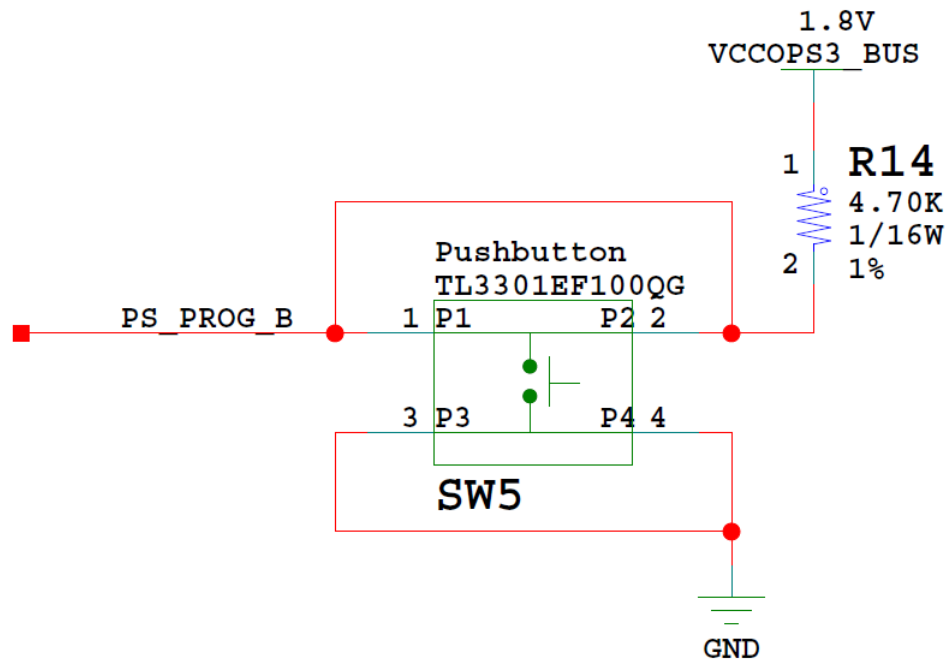 1.8V
VCCOPS3_BUS
1
R14
4.70K
1/16W
1%
2
Pushbutton
TL3301EF100QG
PS_PROG_B
1 P1
P2 2
3 P3
P4 4
SW5
GND